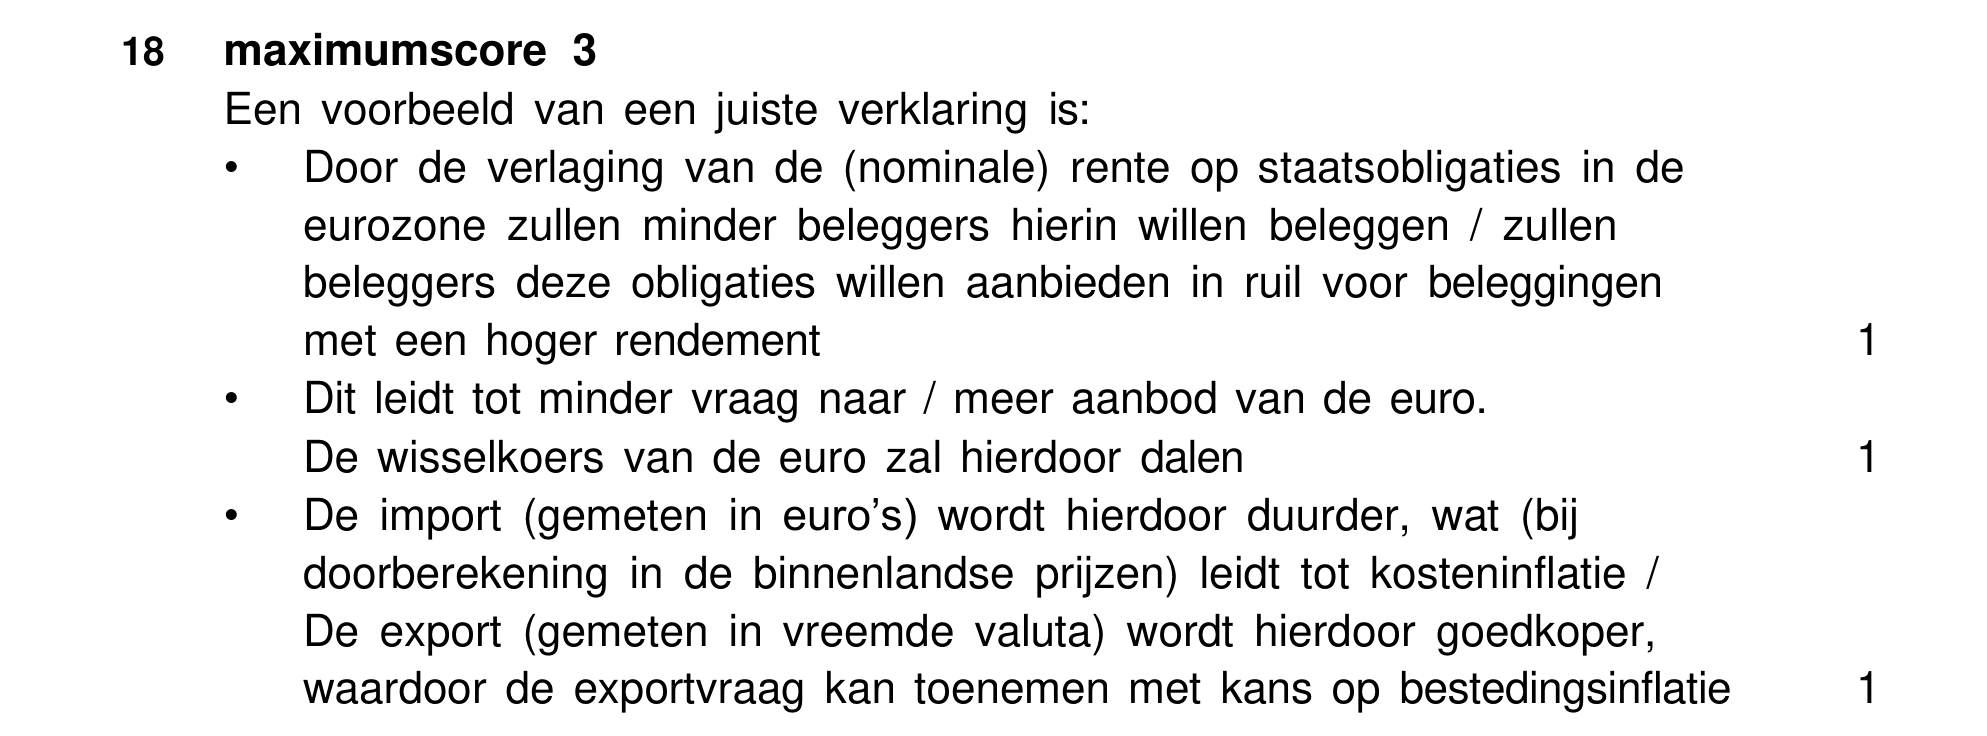 18 maximumscore 3
Een voorbeeld van een juiste verklaring is:
• Door de verlaging van de (nominale) rente op staatsobligaties in de
eurozone zullen minder beleggers hierin willen beleggen / zullen
beleggers deze obligaties willen aanbieden in ruil voor beleggingen
met een hoger rendement 1
• Dit leidt tot minder vraag naar / meer aanbod van de euro.
De wisselkoers van de euro zal hierdoor dalen 1
• De import (gemeten in euro’s) wordt hierdoor duurder, wat (bij
doorberekening in de binnenlandse prijzen) leidt tot kosteninflatie /
De export (gemeten in vreemde valuta) wordt hierdoor goedkoper,
waardoor de exportvraag kan toenemen met kans op bestedingsinflatie 1